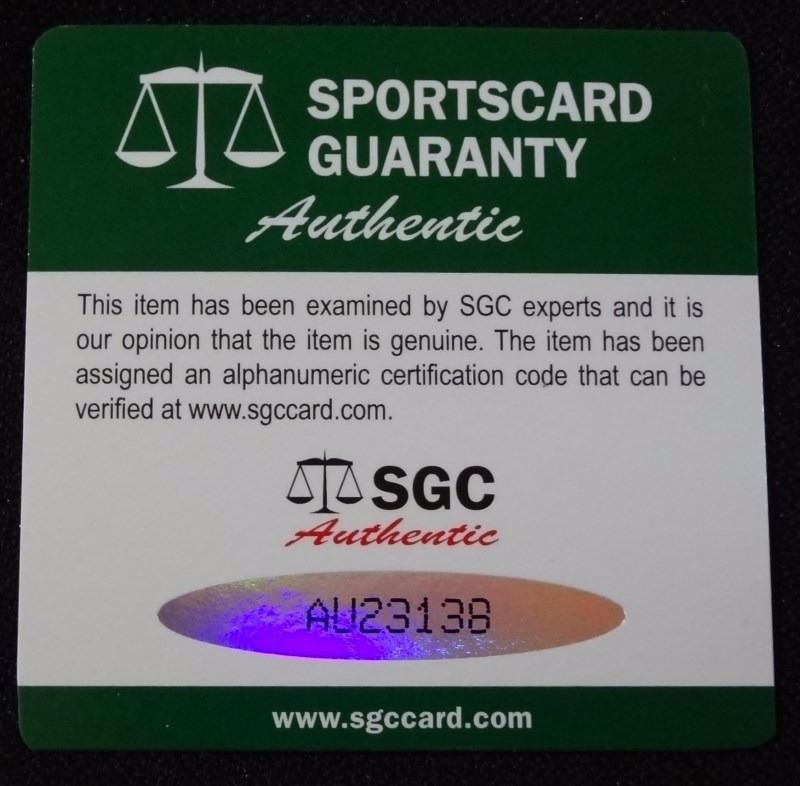 SPORTSCARD
GUARANTY
Authentic
This item has been examined by SGC experts and it is
our opinion that the item is genuine. The item has been
assigned an alphanumeric certification code that can be
verified at www.sgccard.com.
SGC
Authentic
AU23138
www.sgccard.com